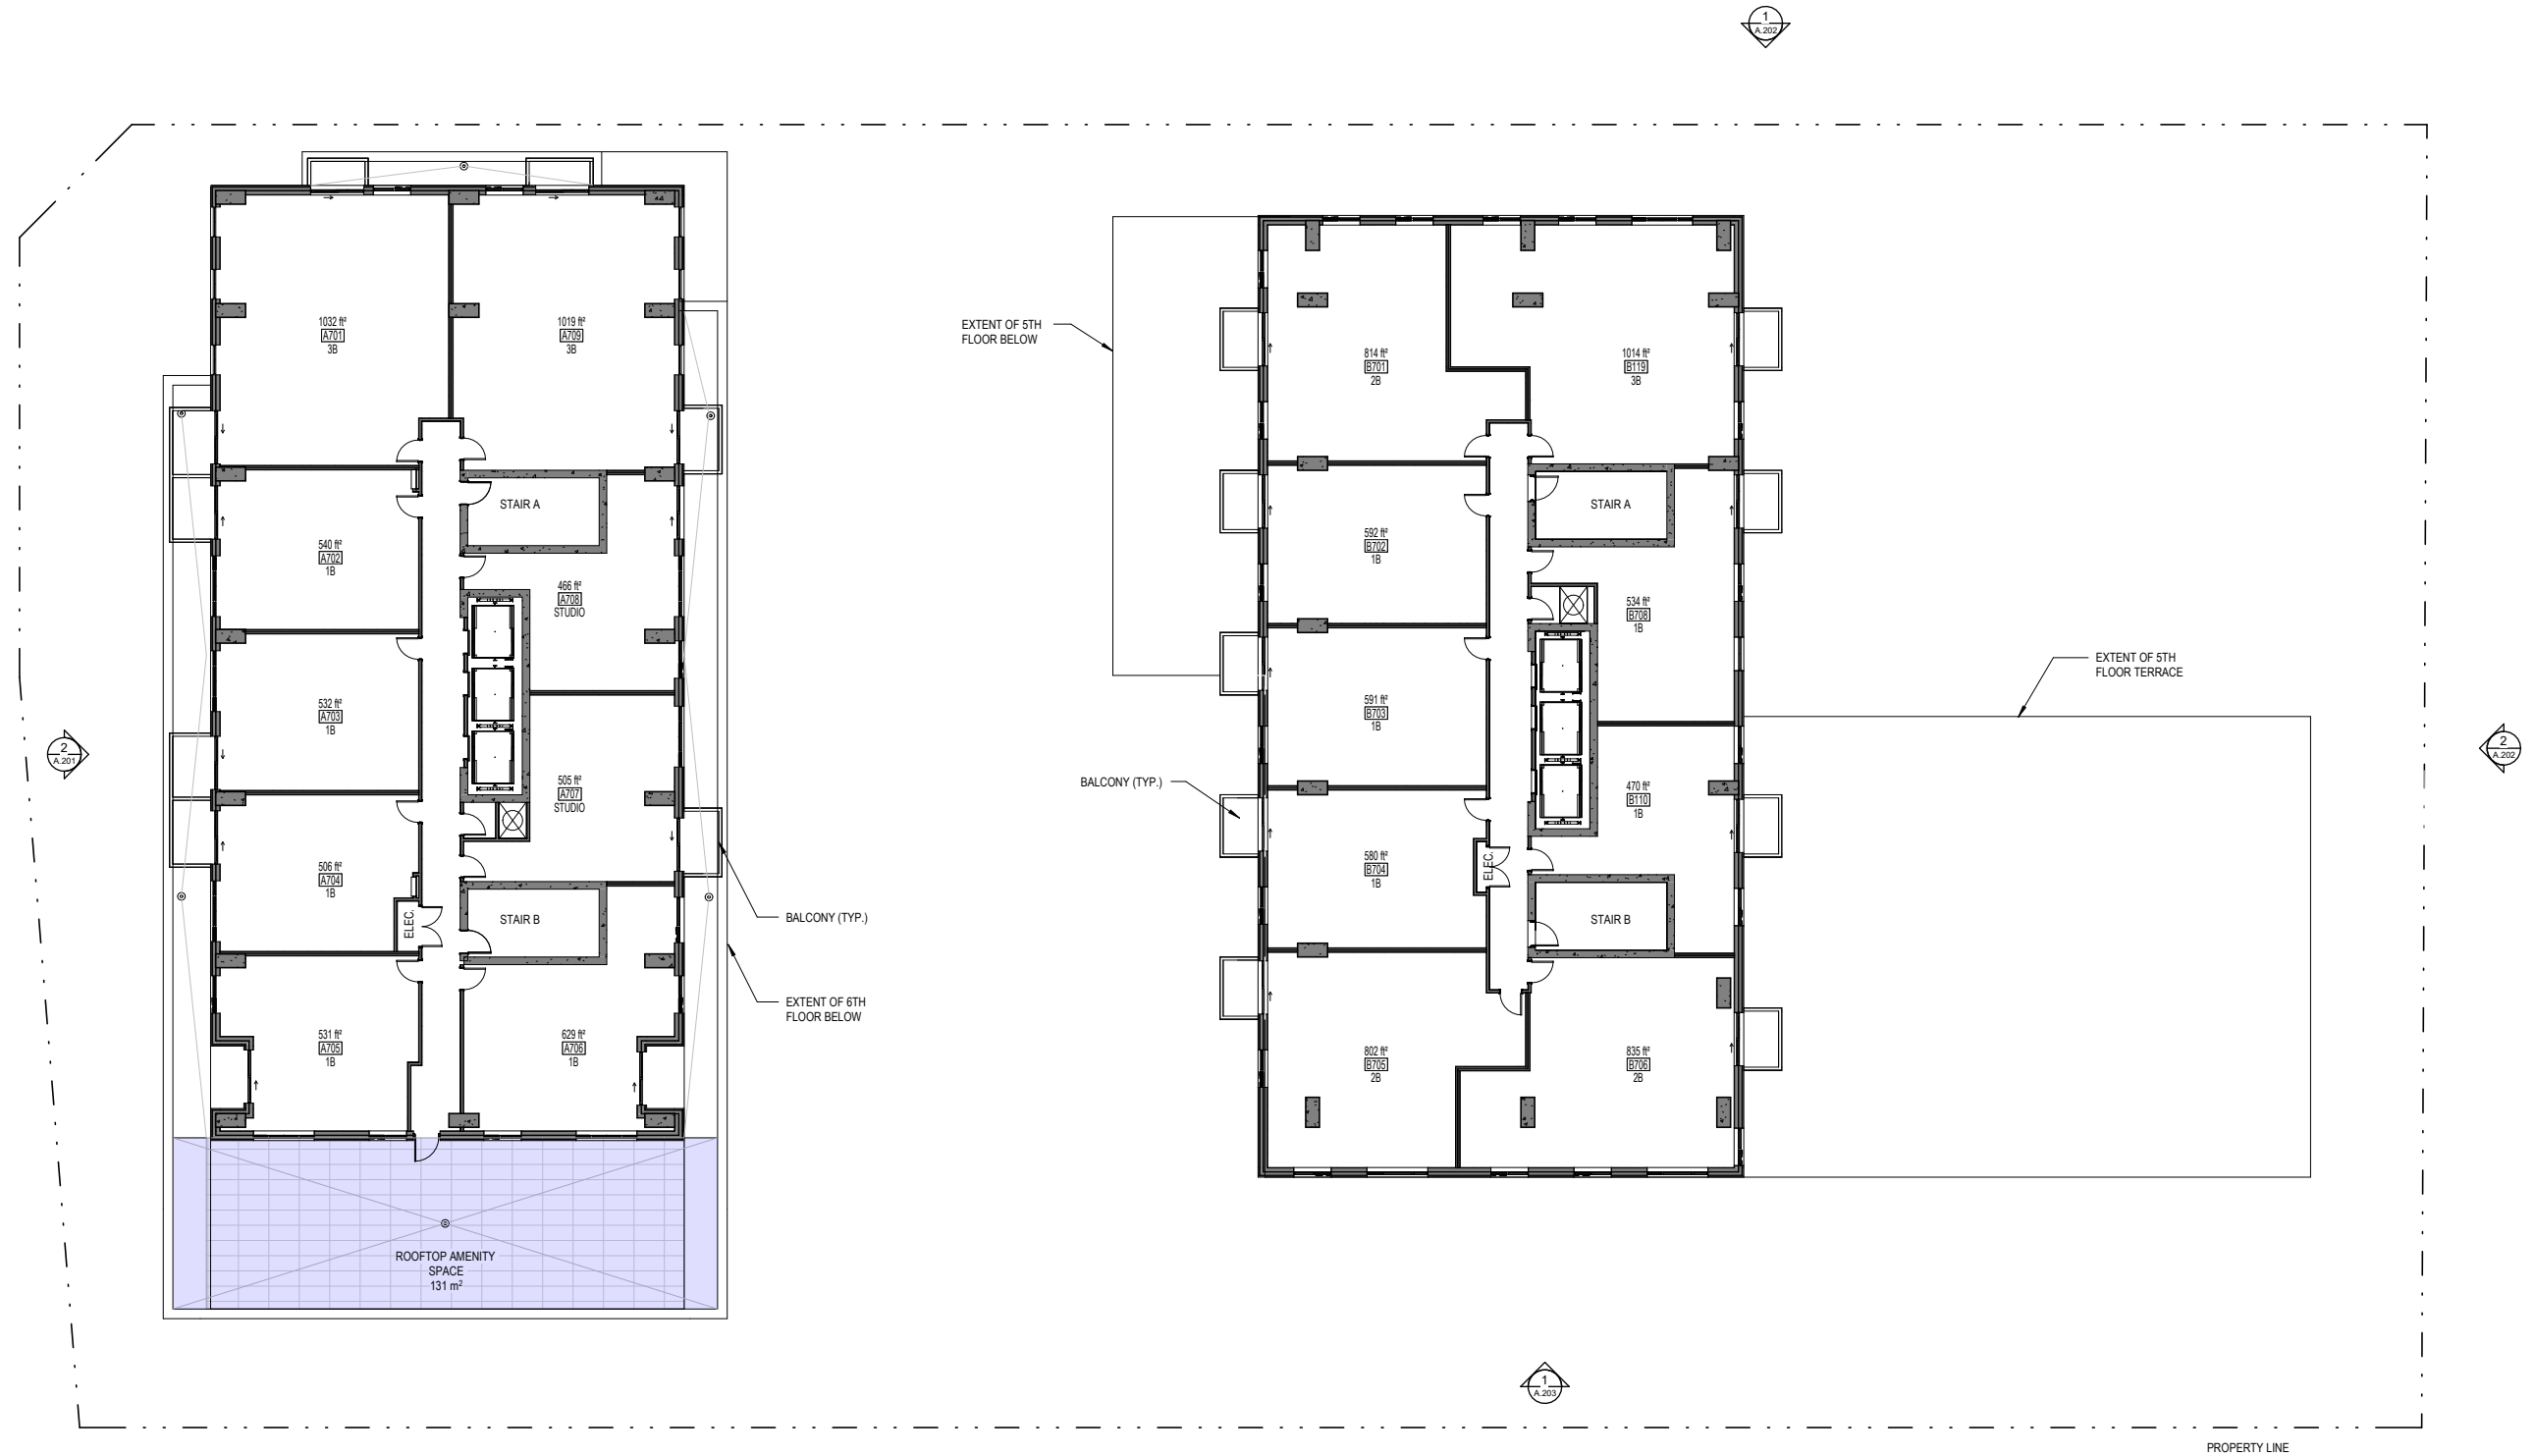 1
A.202
1032 ft²
A701
3B
1019 ft²
A709
3B
STAIR A
540 ft²
A702
1B
466 ft²
A708
STUDIO
532 ft²
A703
1B
505 ft²
A707
STUDIO
506 ft²
A704
1B
ELEC.
STAIR B
531 ft²
A705
1B
629 ft²
A706
1B
BALCONY (TYP.)
EXTENT OF 6TH
FLOOR BELOW
ROOFTOP AMENITY
SPACE
131 m²
2
A.201
EXTENT OF 5TH
FLOOR BELOW
814 ft²
B701
2B
1014 ft²
B119
3B
STAIR A
592 ft²
B702
1B
534 ft²
B708
1B
591 ft²
B703
1B
BALCONY (TYP.)
470 ft²
B110
1B
580 ft²
B704
1B
ELEC.
STAIR B
802 ft²
B705
2B
835 ft²
B706
2B
EXTENT OF 5TH
FLOOR TERRACE
2
A.202
1
A.203
PROPERTY LINE